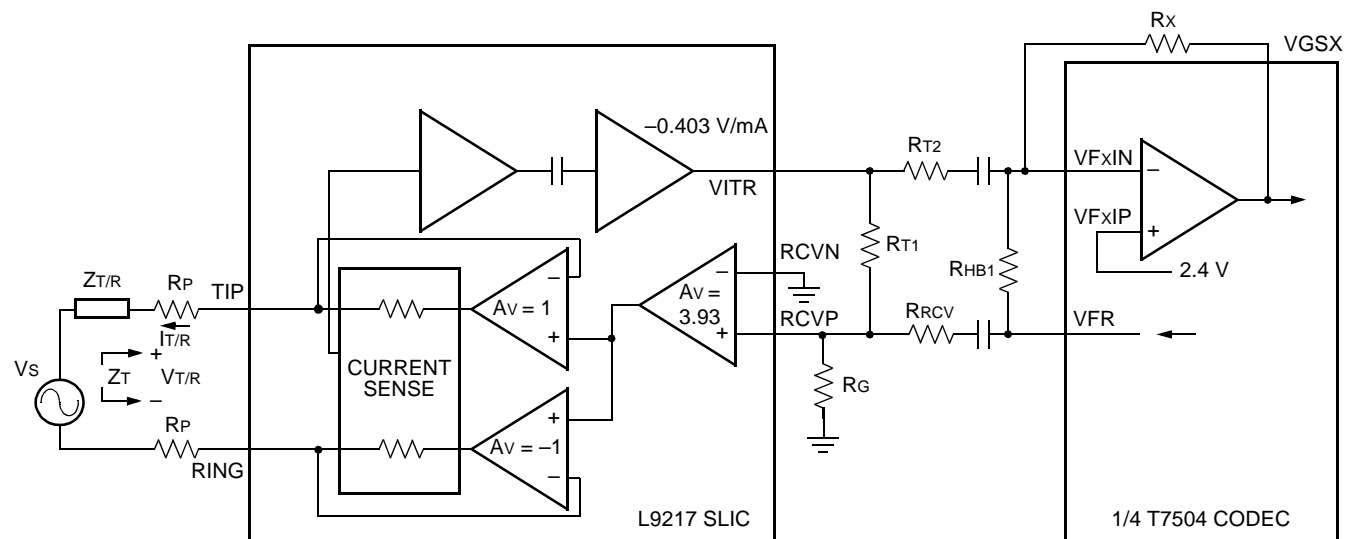 RX
VGSX
–0.403 V/mA
RT2
VFXIN
–
VITR
VFXIP
+
2.4 V
RT1
RHB1
RCVN
–
AV =
3.93
RCVP
+
RRCV
VFR
ZT/R
RP
TIP
IT/R
–
AV = 1
+
VS
ZT
+
VT/R
–
CURRENT
SENSE
RG
+
AV = –1
–
RP
RING
L9217 SLIC
1/4 T7504 CODEC